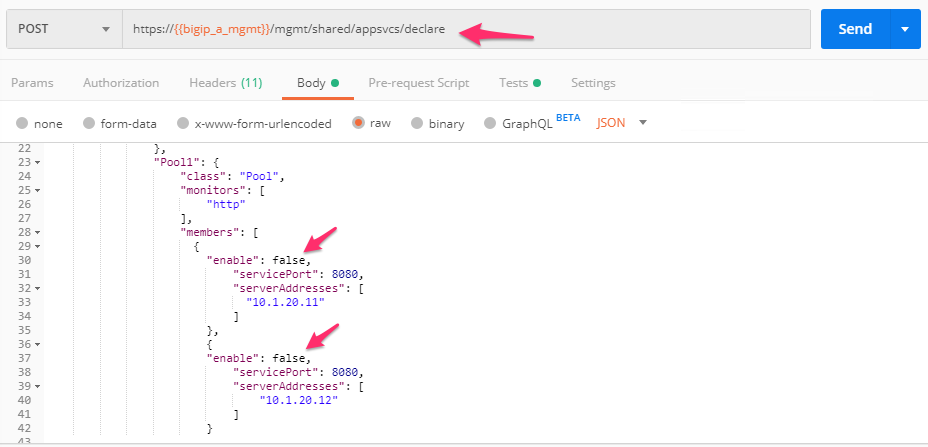 POST https://{{bigip_a_mgmt}}/mgmt/shared/appsvcs/declare Send
Params Authorization Headers (11) Body Pre-request Script Tests Settings
none form-data x-www-form-urlencoded raw binary GraphQL BETA JSON
22 },
23 "Pool1": {
24 "class": "Pool",
25 "monitors": [
26 "http"
27 ],
28 "members": [
29 {
30 "enable": false,
31 "servicePort": 8080,
32 "serverAddresses": [
33 "10.1.20.11"
34 ]
35 },
36 {
37 "enable": false,
38 "servicePort": 8080,
39 "serverAddresses": [
40 "10.1.20.12"
41 ]
42 }
43